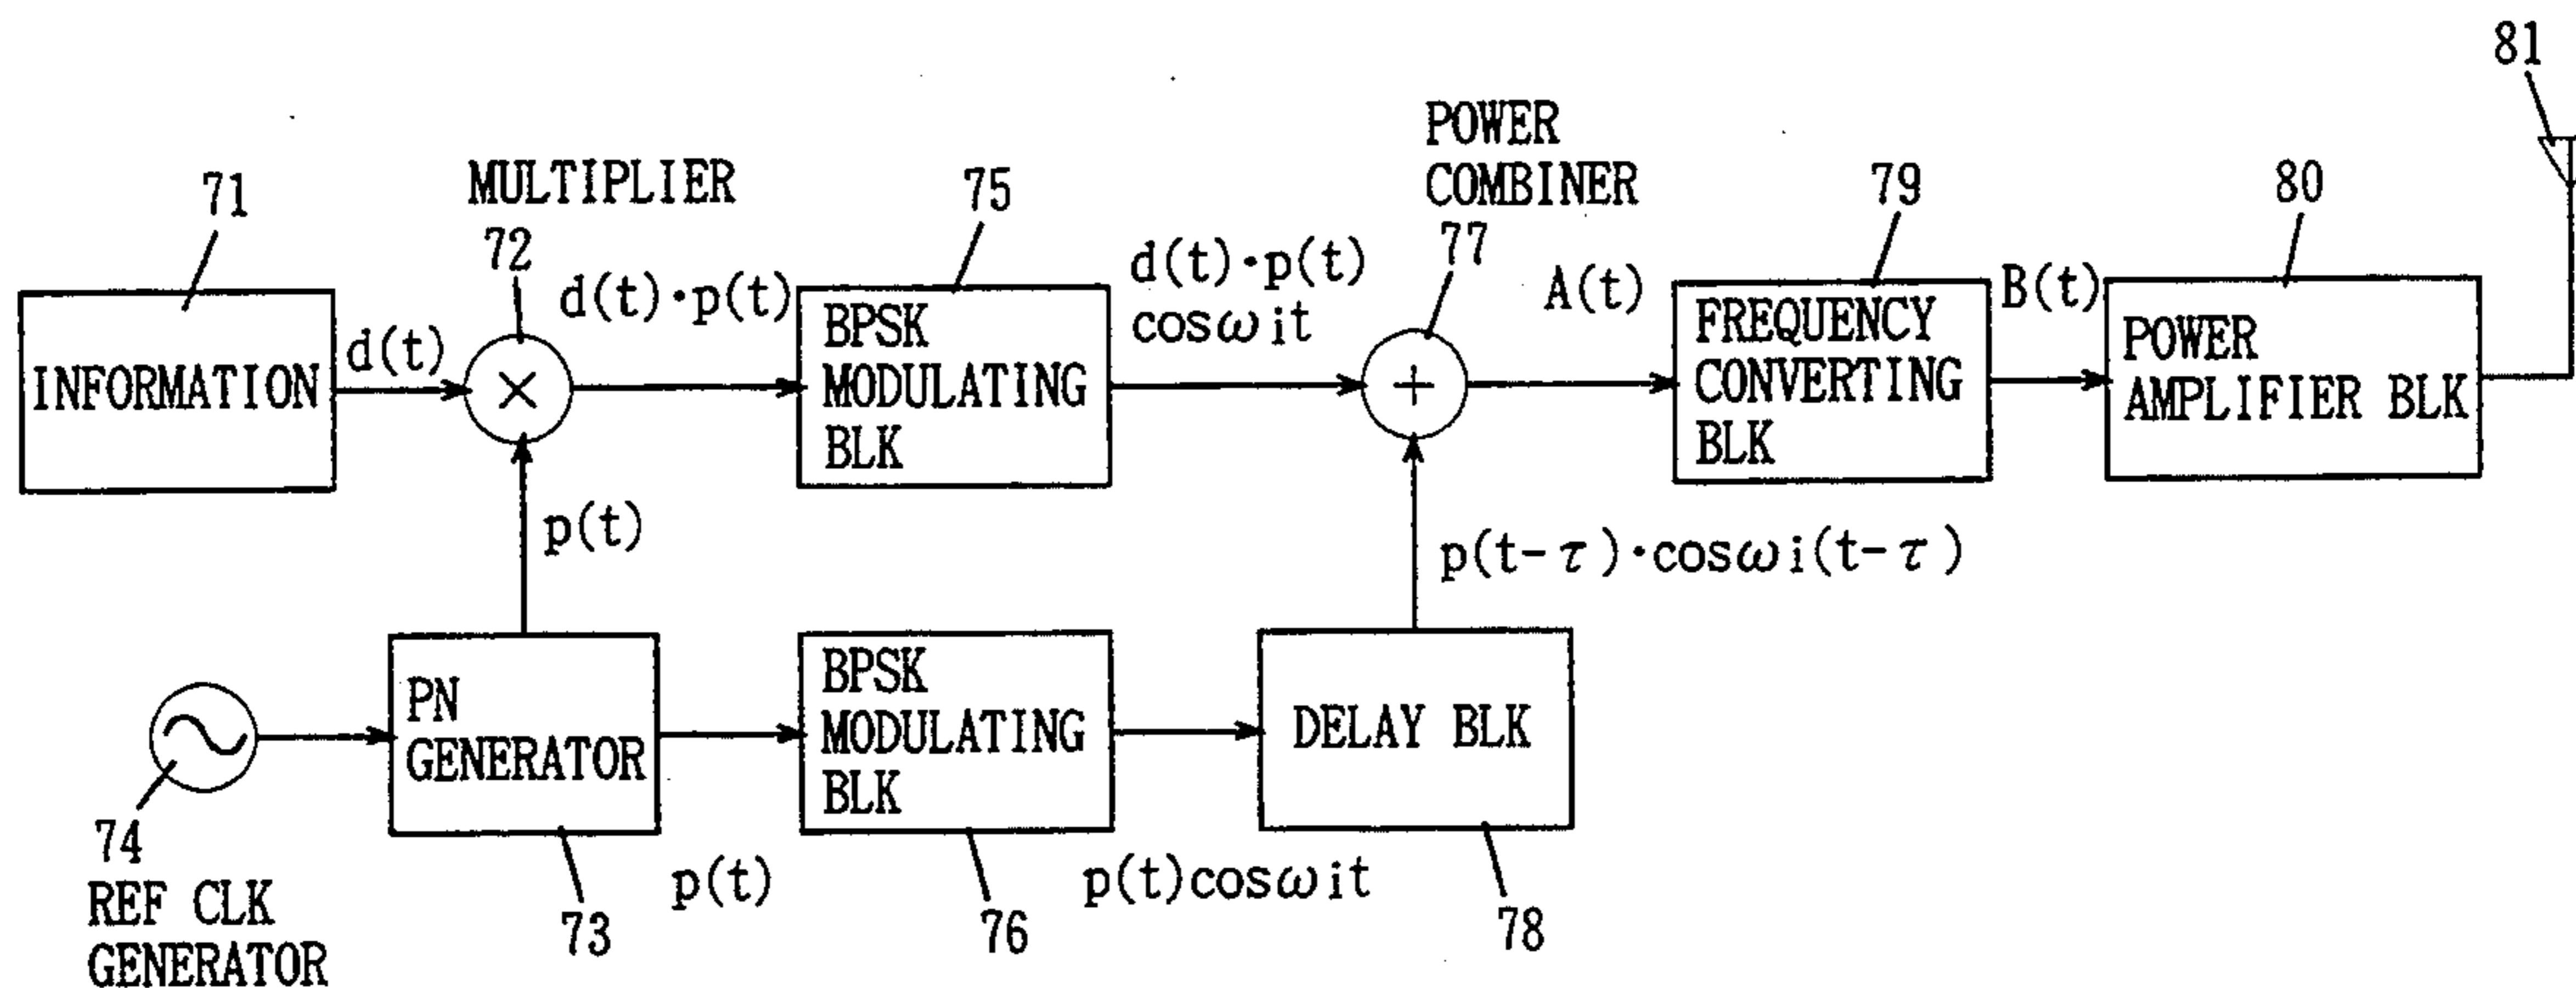 81
POWER
COMBINER
77
MULTIPLIER
72
71
75
79
80
INFORMATION
d(t)
d(t)·p(t)
BPSK
MODULATING
BLK
d(t)·p(t)
cosωit
A(t)
FREQUENCY
CONVERTING
BLK
B(t)
POWER
AMPLIFIER BLK
p(t)
p(t-τ)·cosωi(t-τ)
PN
GENERATOR
BPSK
MODULATING
BLK
DELAY BLK
74
REF CLK
GENERATOR
73
p(t)
76
p(t)cosωit
78